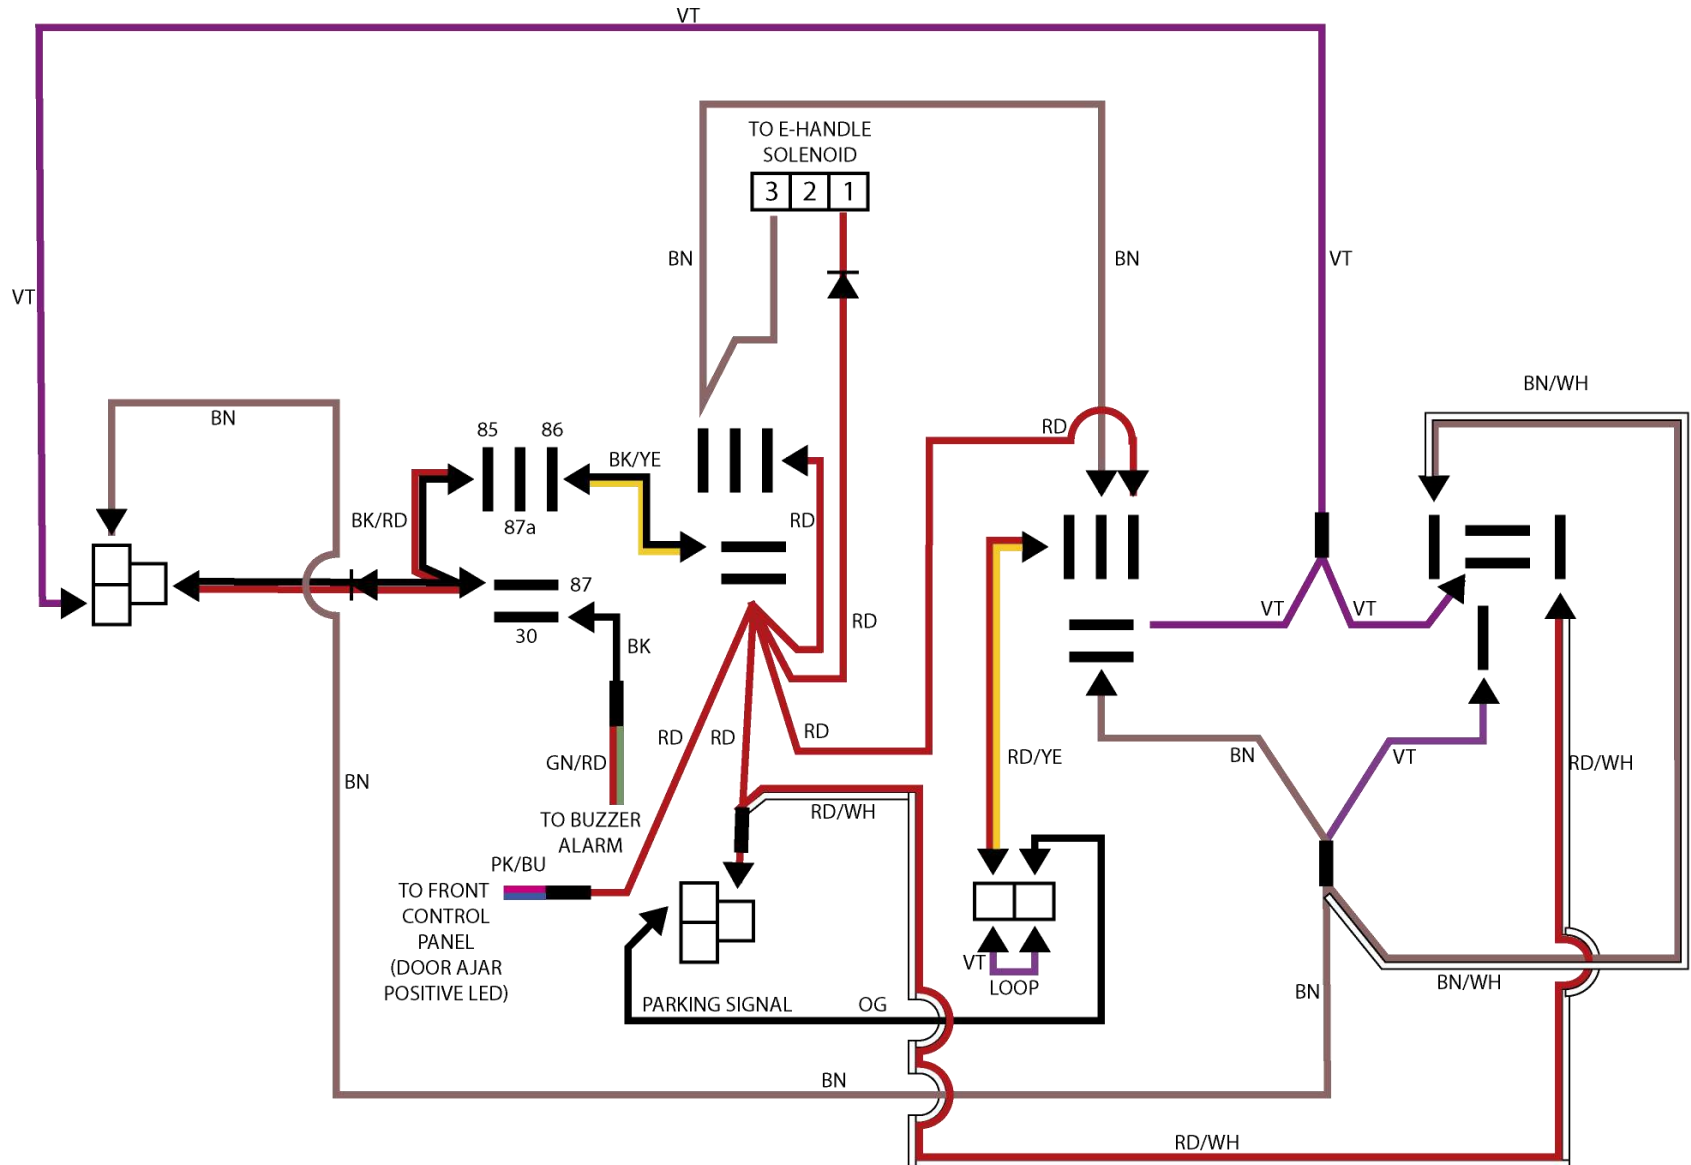 VT
TO E-HANDLE
SOLENOID
3 2 1
BN
BN
VT
VT
BN/WH
BN
85
86
RD
BK/YE
BK/RD
87a
RD
87
30
BK
RD
VT
VT
RD
RD
RD
BN
VT
RD/YE
RD/WH
GN/RD
BN
TO BUZZER
ALARM
RD/WH
PK/BU
TO FRONT
CONTROL
PANEL
(DOOR AJAR
POSITIVE LED)
VT
LOOP
BN/WH
BN
PARKING SIGNAL
OG
BN
RD/WH